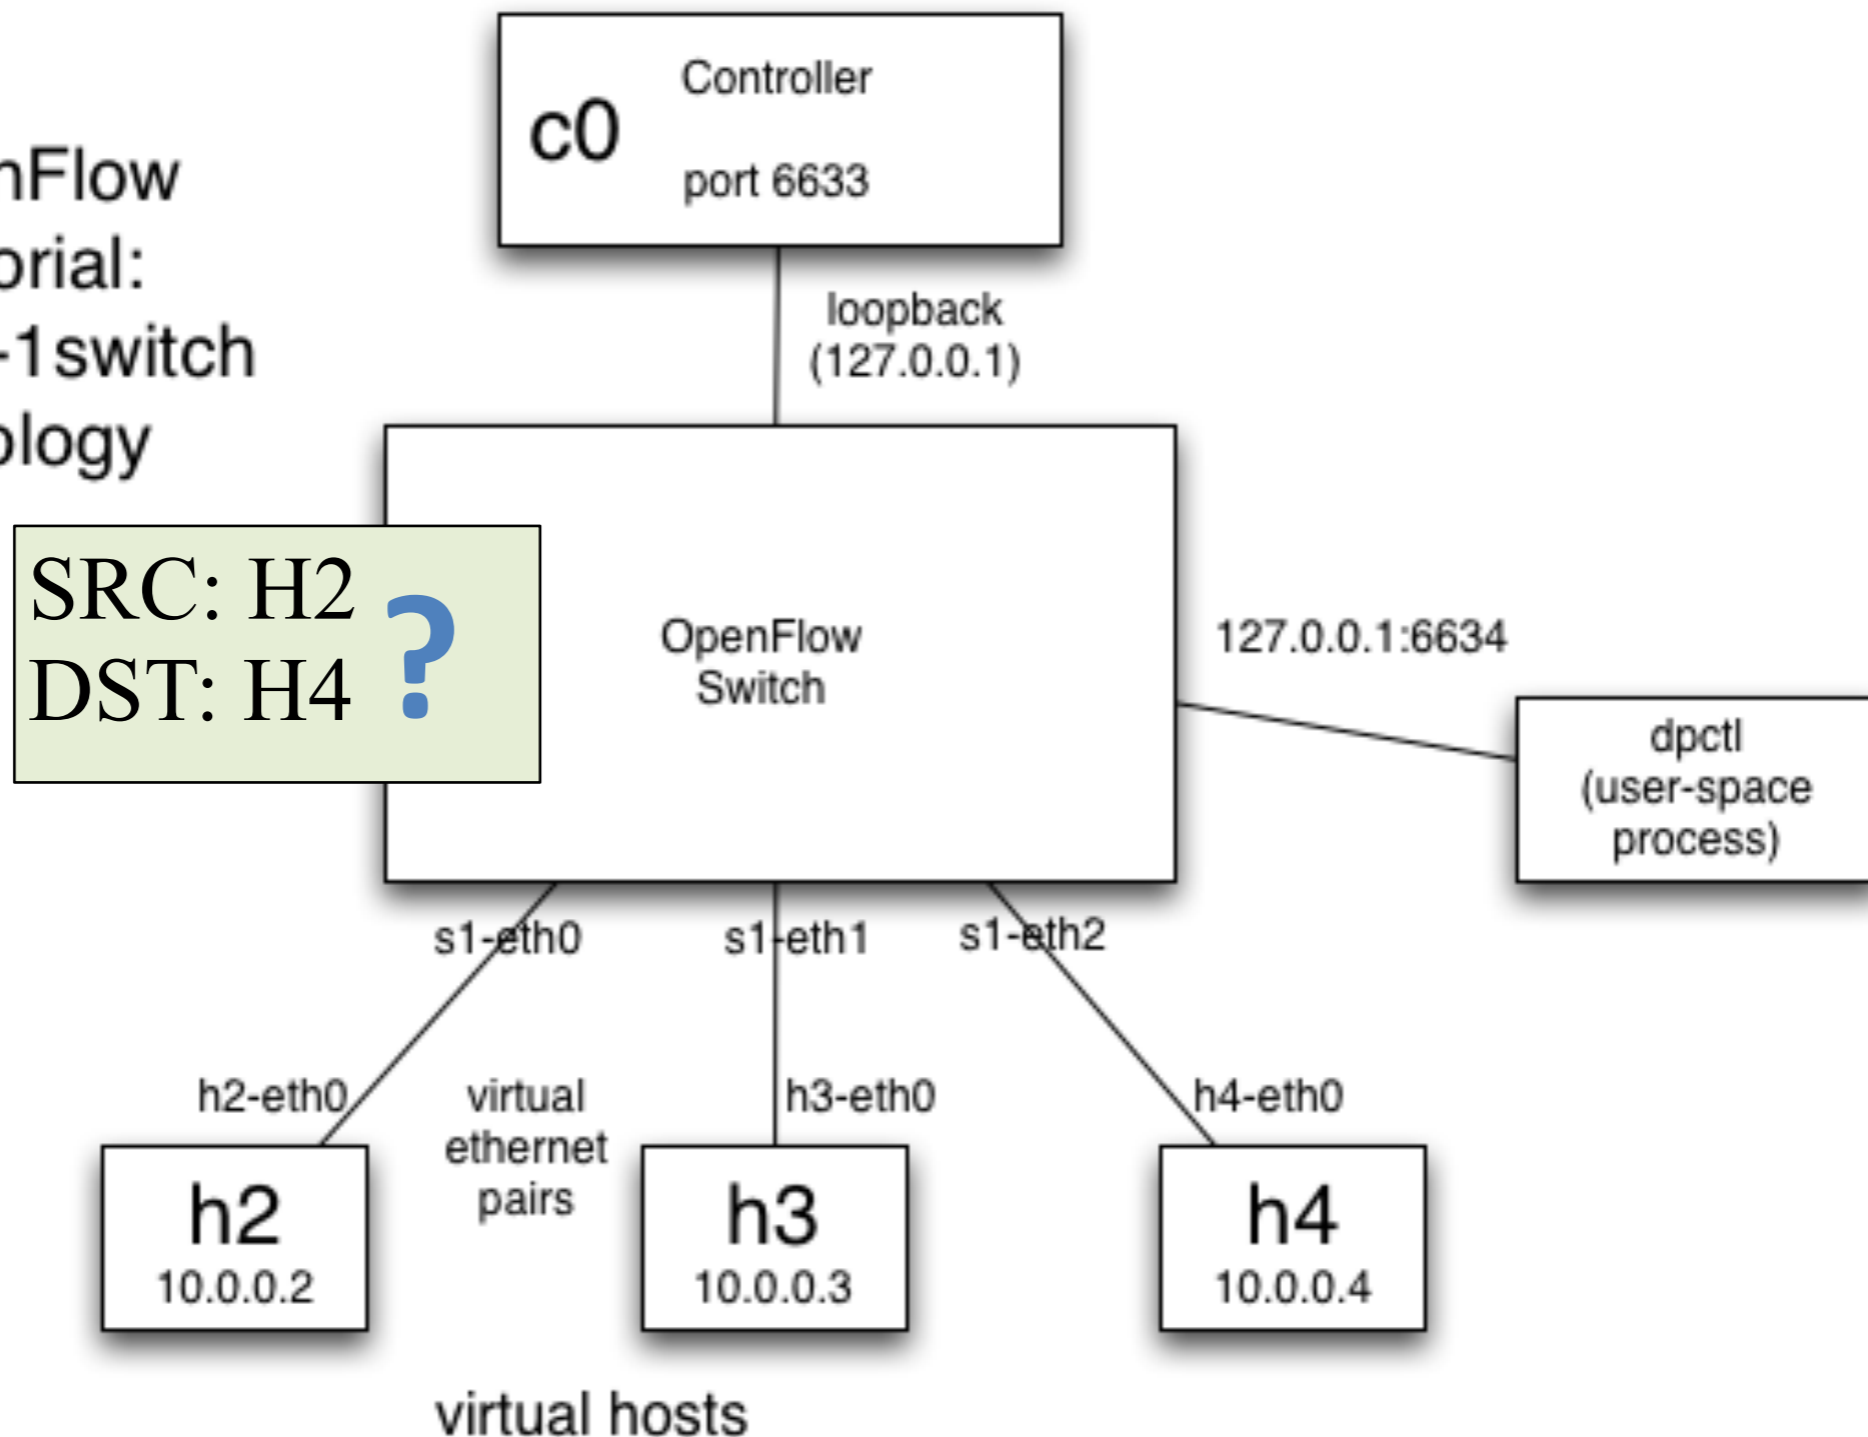 Controller
c0
port 6633
nFlow
orial:
-1switch
ology
loopback
(127.0.0.1)
SRC: H2
DST: H4
?
OpenFlow
Switch
127.0.0.1:6634
dpctl
(user-space
process)
s1-eth0
s1-eth1
s1-eth2
h2-eth0
virtual
ethernet
pairs
h3-eth0
h4-eth0
h2
10.0.0.2
h3
10.0.0.3
h4
10.0.0.4
virtual hosts